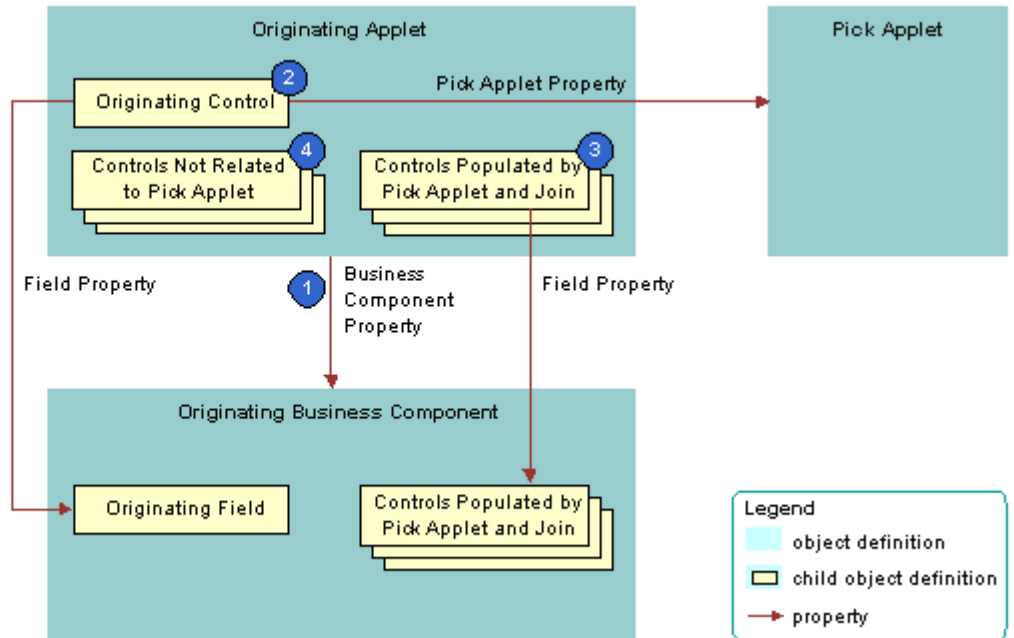 Originating Applet
Pick Applet
2
Originating Control
Pick Applet Property
4
Controls Not Related
to Pick Applet
3
Controls Populated by
Pick Applet and Join
Field Property
1
Business
Component
Property
Field Property
Originating Business Component
Originating Field
Controls Populated by
Pick Applet and Join
Legend
object definition
child object definition
property